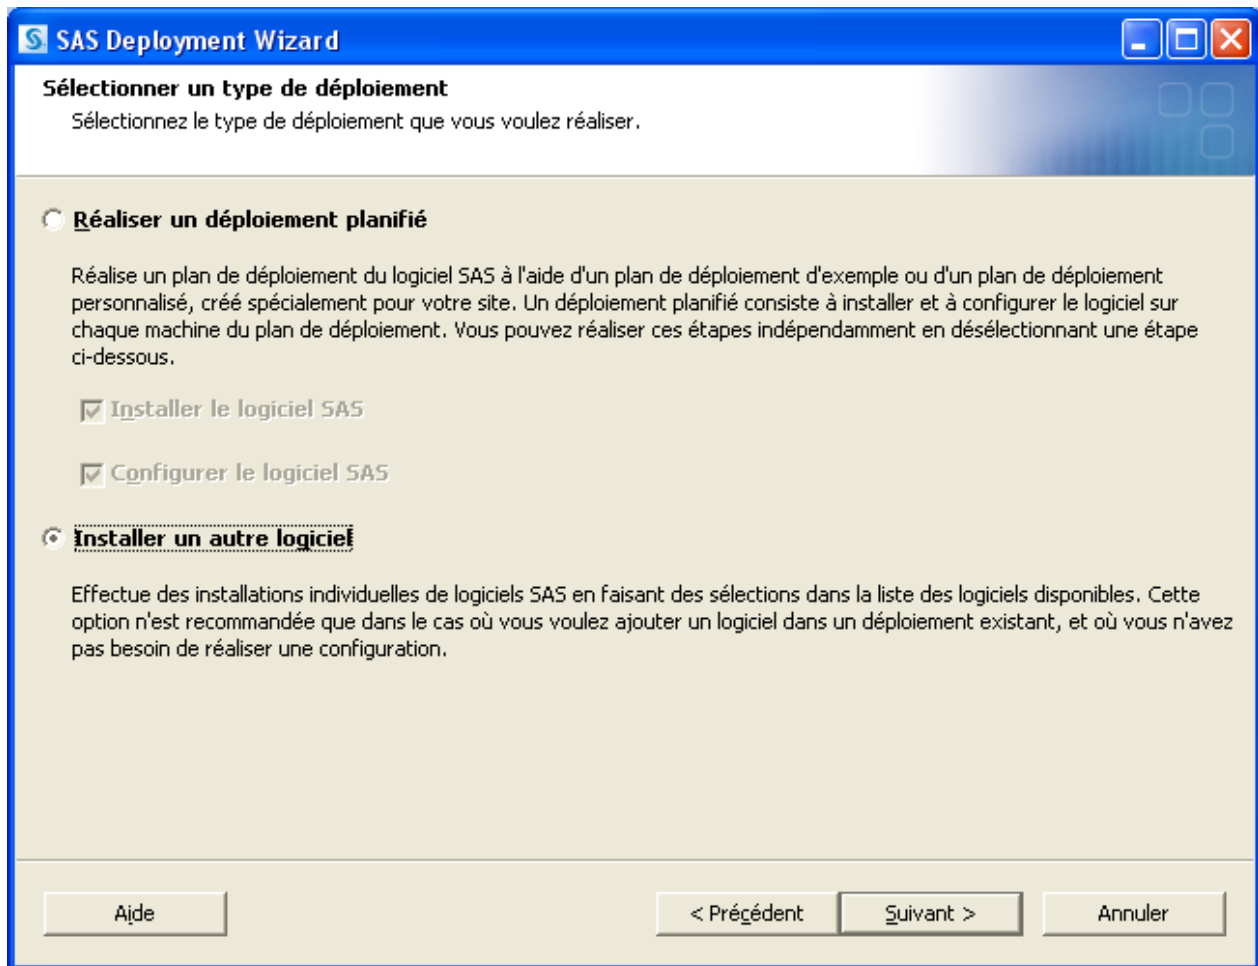 SAS Deployment Wizard
Sélectionner un type de déploiement
Sélectionnez le type de déploiement que vous voulez réaliser.
Réaliser un déploiement planifié
Réalise un plan de déploiement du logiciel SAS à l'aide d'un plan de déploiement d'exemple ou d'un plan de déploiement
personnalisé, créé spécialement pour votre site. Un déploiement planifié consiste à installer et à configurer le logiciel sur
chaque machine du plan de déploiement. Vous pouvez réaliser ces étapes indépendamment en désélectionnant une étape
ci-dessous.
Installer le logiciel SAS
Configurer le logiciel SAS
Installer un autre logiciel
Effectue des installations individuelles de logiciels SAS en faisant des sélections dans la liste des logiciels disponibles. Cette
option n'est recommandée que dans le cas où vous voulez ajouter un logiciel dans un déploiement existant, et où vous n'avez
pas besoin de réaliser une configuration.
Aide
< Précédent
Suivant >
Annuler